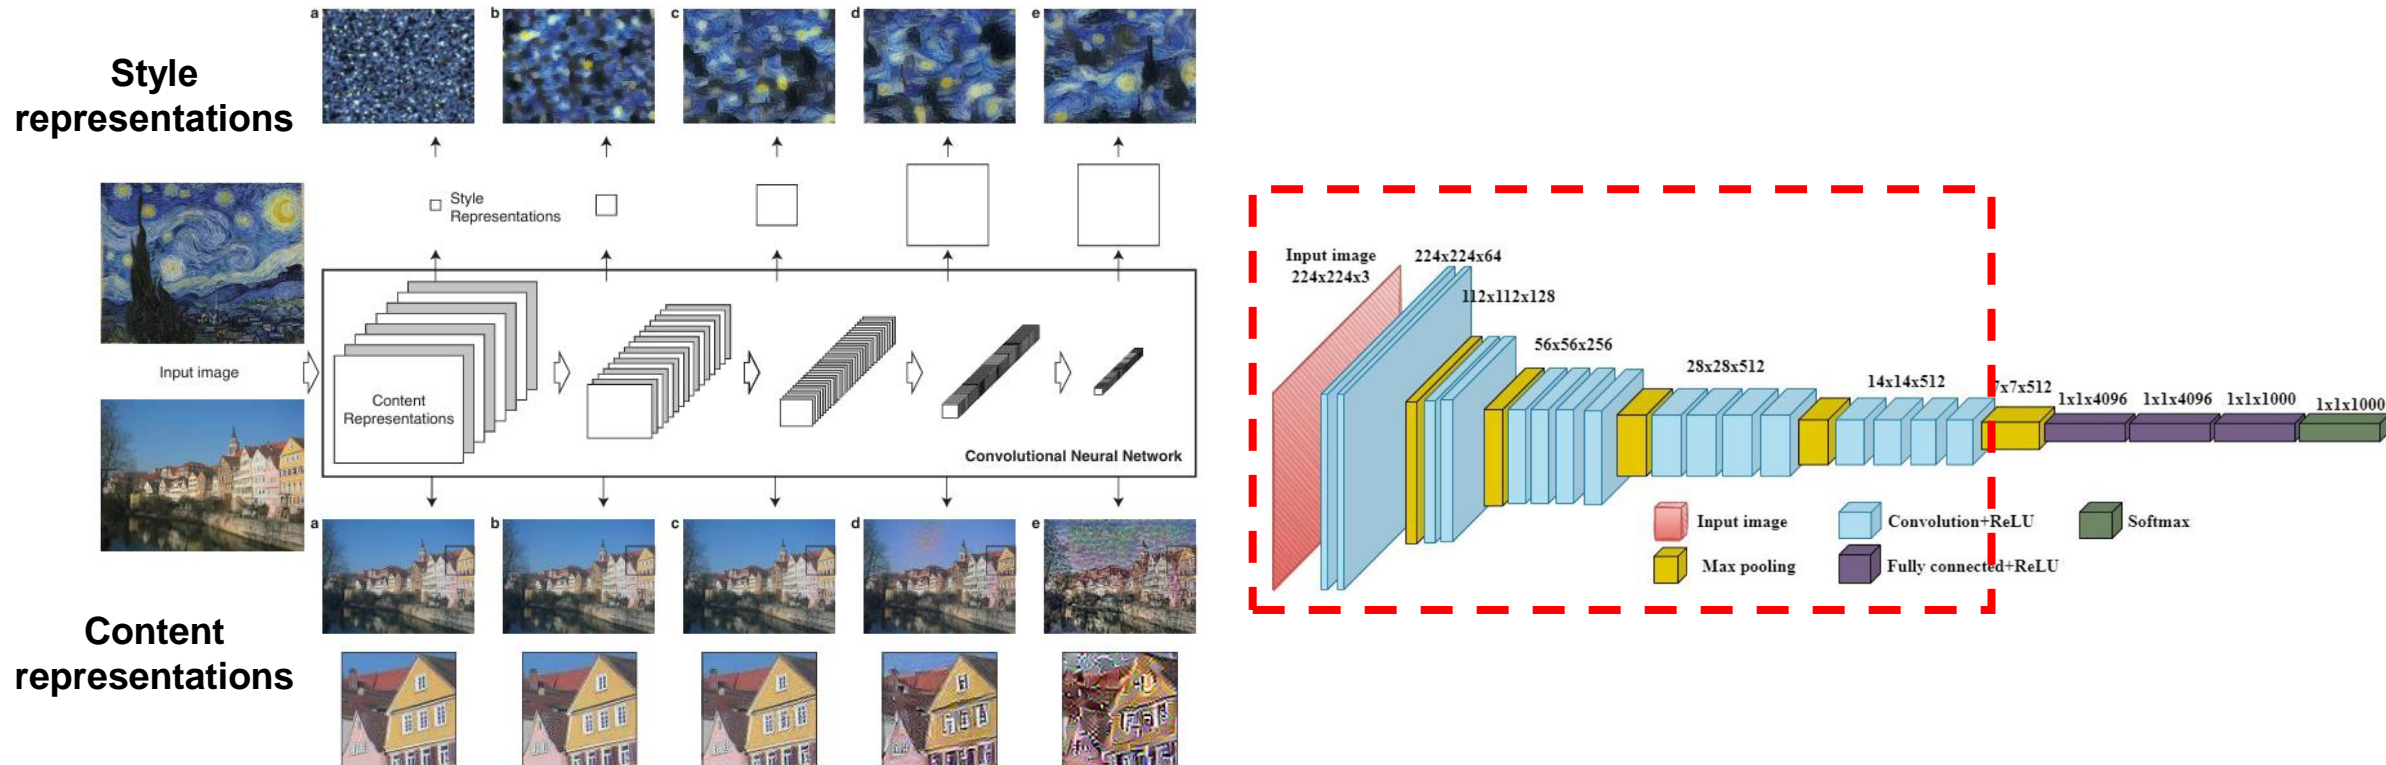 Style
representations
a
b
c
d
e
Style
Representations
Input image
Content
Representations
Convolutional Neural Network
a
b
c
d
e
Content
representations
Input image
224x224x3
224x224x64
112x112x128
56x56x256
28x28x512
14x14x512
7x7x512
1x1x4096
1x1x4096
1x1x1000
1x1x1000
Input image
Convolution+ReLU
Softmax
Max pooling
Fully connected+ReLU